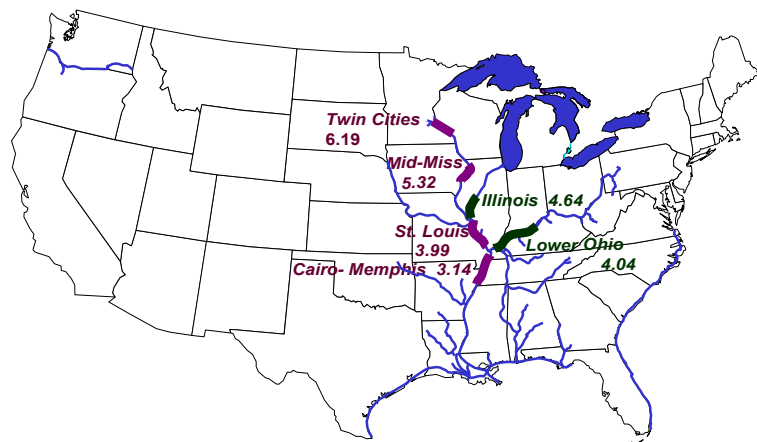 Twin Cities
6.19
Mid-Miss
5.32
Illinois 4.64
St. Louis
3.99
Lower Ohio
4.04
Cairo- Memphis 3.14